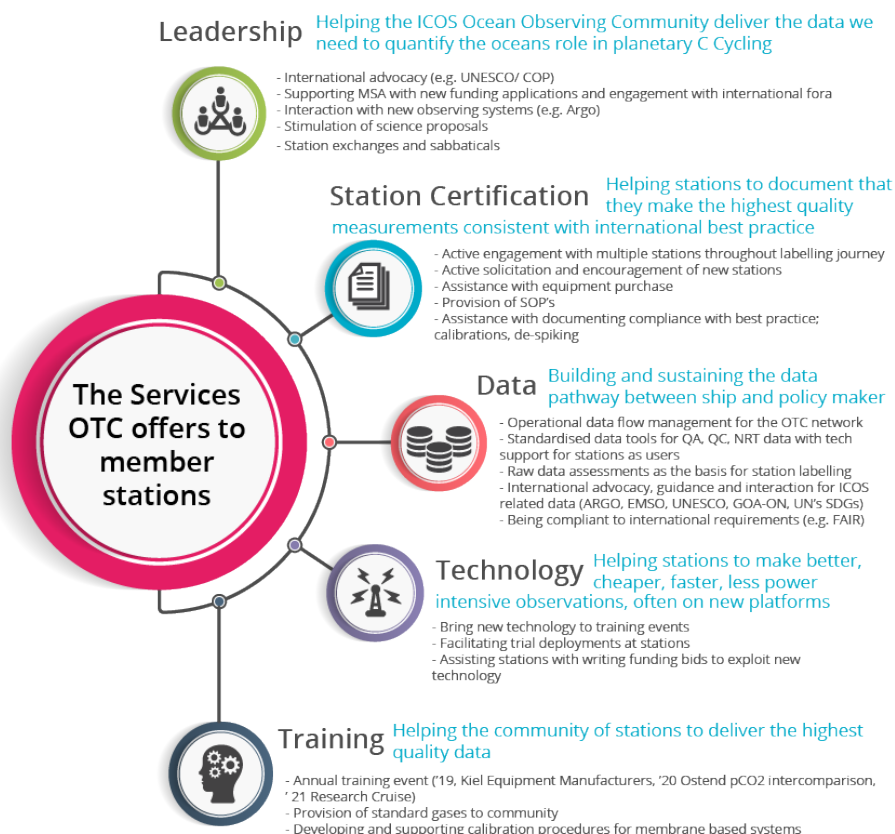 Leadership
Helping the ICOS Ocean Observing Community deliver the data we
need to quantify the oceans role in planetary C Cycling
- International advocacy (e.g. UNESCO/ COP)
- Supporting MSA with new funding applications and engagement with international fora
- Interaction with new observing systems (e.g. Argo)
- Stimulation of science proposals
- Station exchanges and sabbaticals
Station Certification
Helping stations to document that
they make the highest quality
measurements consistent with international best practice
- Active engagement with multiple stations throughout labelling journey
- Active solicitation and encouragement of new stations
- Assistance with equipment purchase
- Provision of SOP's
- Assistance with documenting compliance with best practice;
calibrations, de-spiking
The Services
OTC offers to
member
stations
Data
Building and sustaining the data
pathway between ship and policy maker
- Operational data flow management for the OTC network
- Standardised data tools for QA, QC, NRT data with tech
support for stations as users
- Raw data assessments as the basis for station labelling
- International advocacy, guidance and interaction for ICOS
related data (ARGO, EMSO, UNESCO, GOA-ON, UN's SDGs)
- Being compliant to international requirements (e.g. FAIR)
Technology
Helping stations to make better,
cheaper, faster, less power
intensive observations, often on new platforms
- Bring new technology to training events
- Facilitating trial deployments at stations
- Assisting stations with writing funding bids to exploit new
technology
Training
Helping the community of stations to deliver the highest
quality data
- Annual training event ('19, Kiel Equipment Manufacturers, '20 Ostend pCO2 intercomparison,
' 21 Research Cruise)
- Provision of standard gases to community
- Developing and supporting calibration procedures for membrane based systems